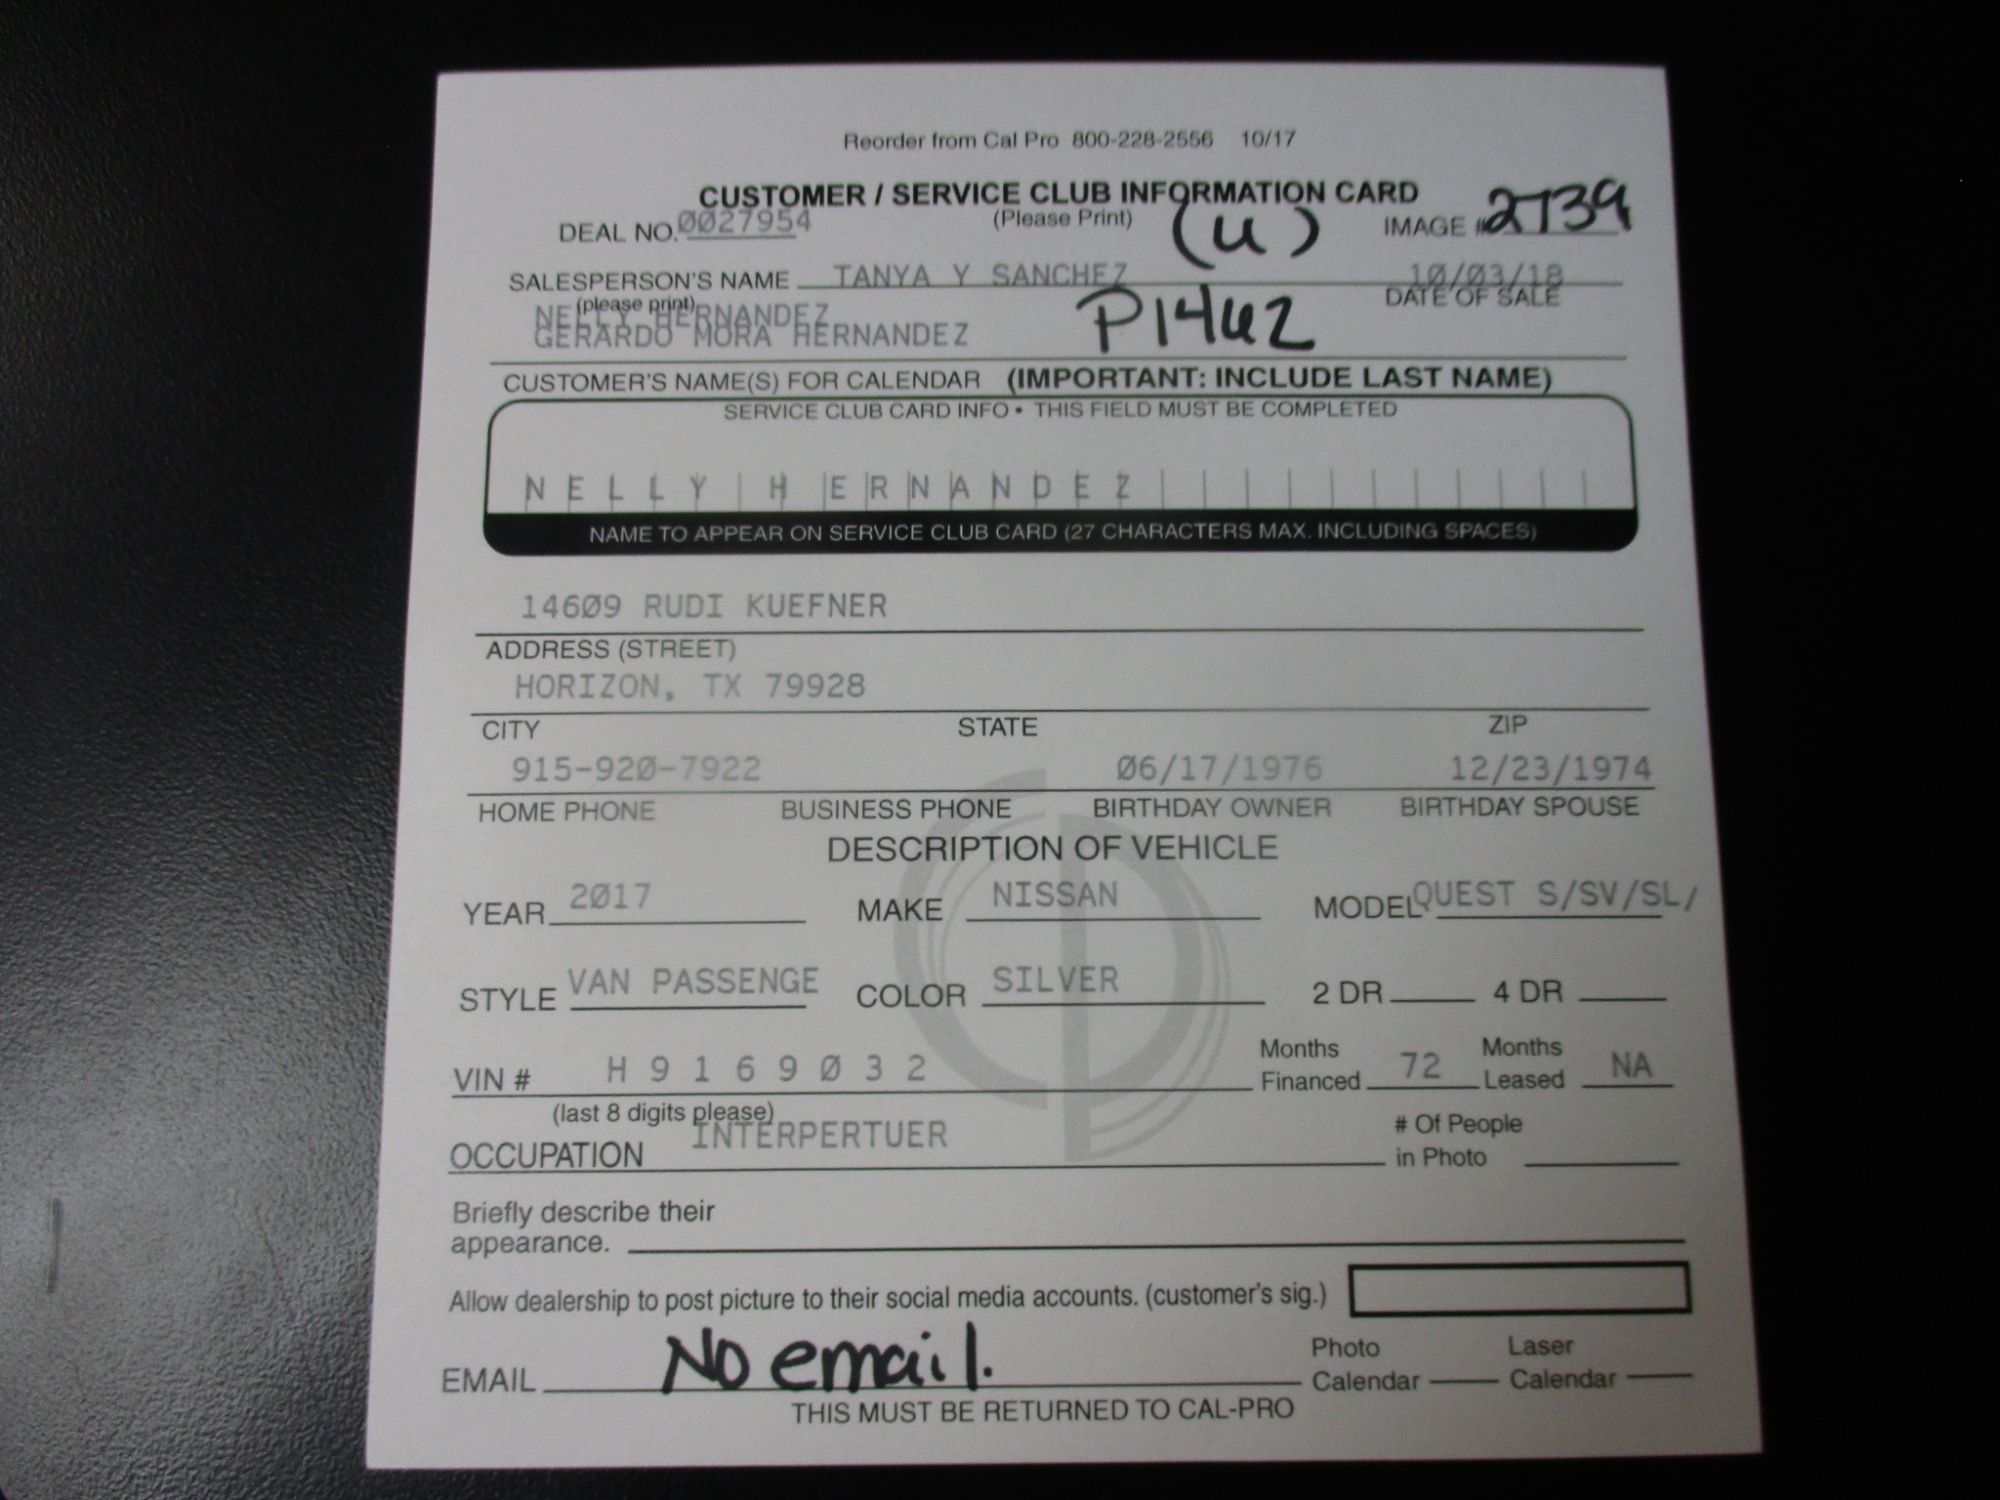 Reorder from Cal Pro 800-228-2556 10/17
CUSTOMER / SERVICE CLUB INFORMATION CARD
DEAL NO. 0027954 (Please Print) (U) IMAGE # 2739
SALESPERSON'S NAME TANYA Y SANCHEZ 10/03/18
(please print) DATE OF SALE
NELLY HERNANDEZ
GERARDO MORA HERNANDEZ P1462
CUSTOMER'S NAME(S) FOR CALENDAR (IMPORTANT: INCLUDE LAST NAME)
SERVICE CLUB CARD INFO • THIS FIELD MUST BE COMPLETED
NELLY HERNANDEZ
NAME TO APPEAR ON SERVICE CLUB CARD (27 CHARACTERS MAX. INCLUDING SPACES)
14609 RUDI KUEFNER
ADDRESS (STREET)
HORIZON, TX 79928
CITY STATE ZIP
915-920-7922 06/17/1976 12/23/1974
HOME PHONE BUSINESS PHONE BIRTHDAY OWNER BIRTHDAY SPOUSE
DESCRIPTION OF VEHICLE
YEAR 2017 MAKE NISSAN MODEL QUEST S/SV/SL/
STYLE VAN PASSENGE COLOR SILVER 2 DR 4 DR
VIN # H9169032 Months Financed 72 Months Leased NA
(last 8 digits please)
OCCUPATION INTERPERTUER # Of People in Photo
Briefly describe their
appearance.
Allow dealership to post picture to their social media accounts. (customer's sig.)
EMAIL No email. Photo Calendar Laser Calendar
THIS MUST BE RETURNED TO CAL-PRO